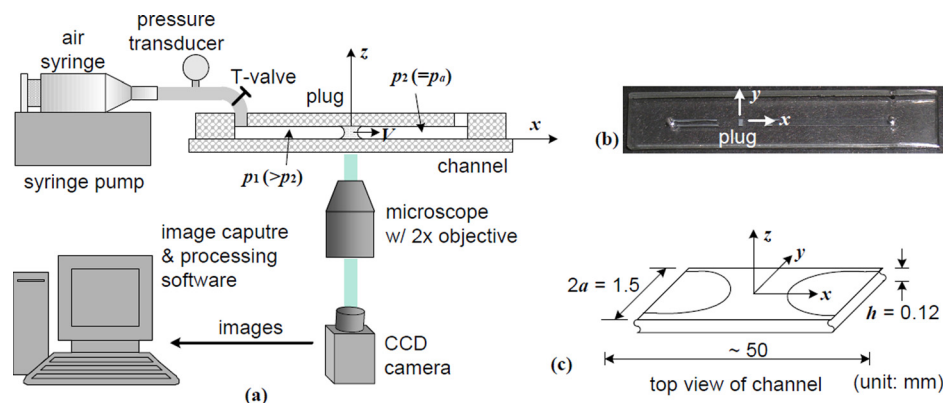 pressure
transducer
air
syringe
T-valve
z
plug
p₂ (=pₐ)
V
x
p₁ (>p₂)
channel
syringe pump
microscope
w/ 2x objective
image caputre
& processing
software
images
CCD
camera
(a)
y
x
plug
(b)
z
y
x
2a = 1.5
h = 0.12
~ 50
(c)
top view of channel
(unit: mm)